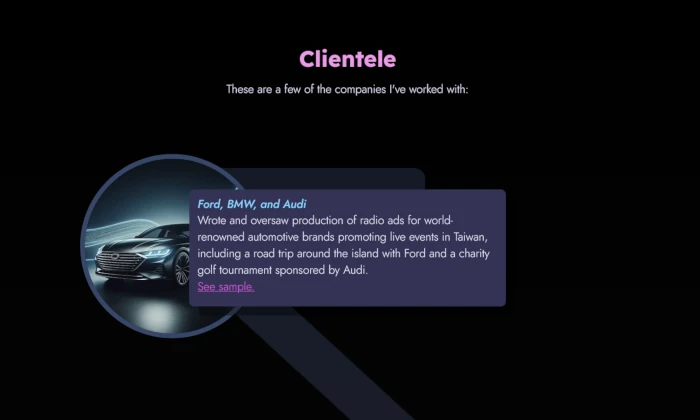 Clientele
These are a few of the companies I've worked with:
Ford, BMW, and Audi
Wrote and oversaw production of radio ads for world-
renowned automotive brands promoting live events in Taiwan,
including a road trip around the island with Ford and a charity
golf tournament sponsored by Audi.
See sample.